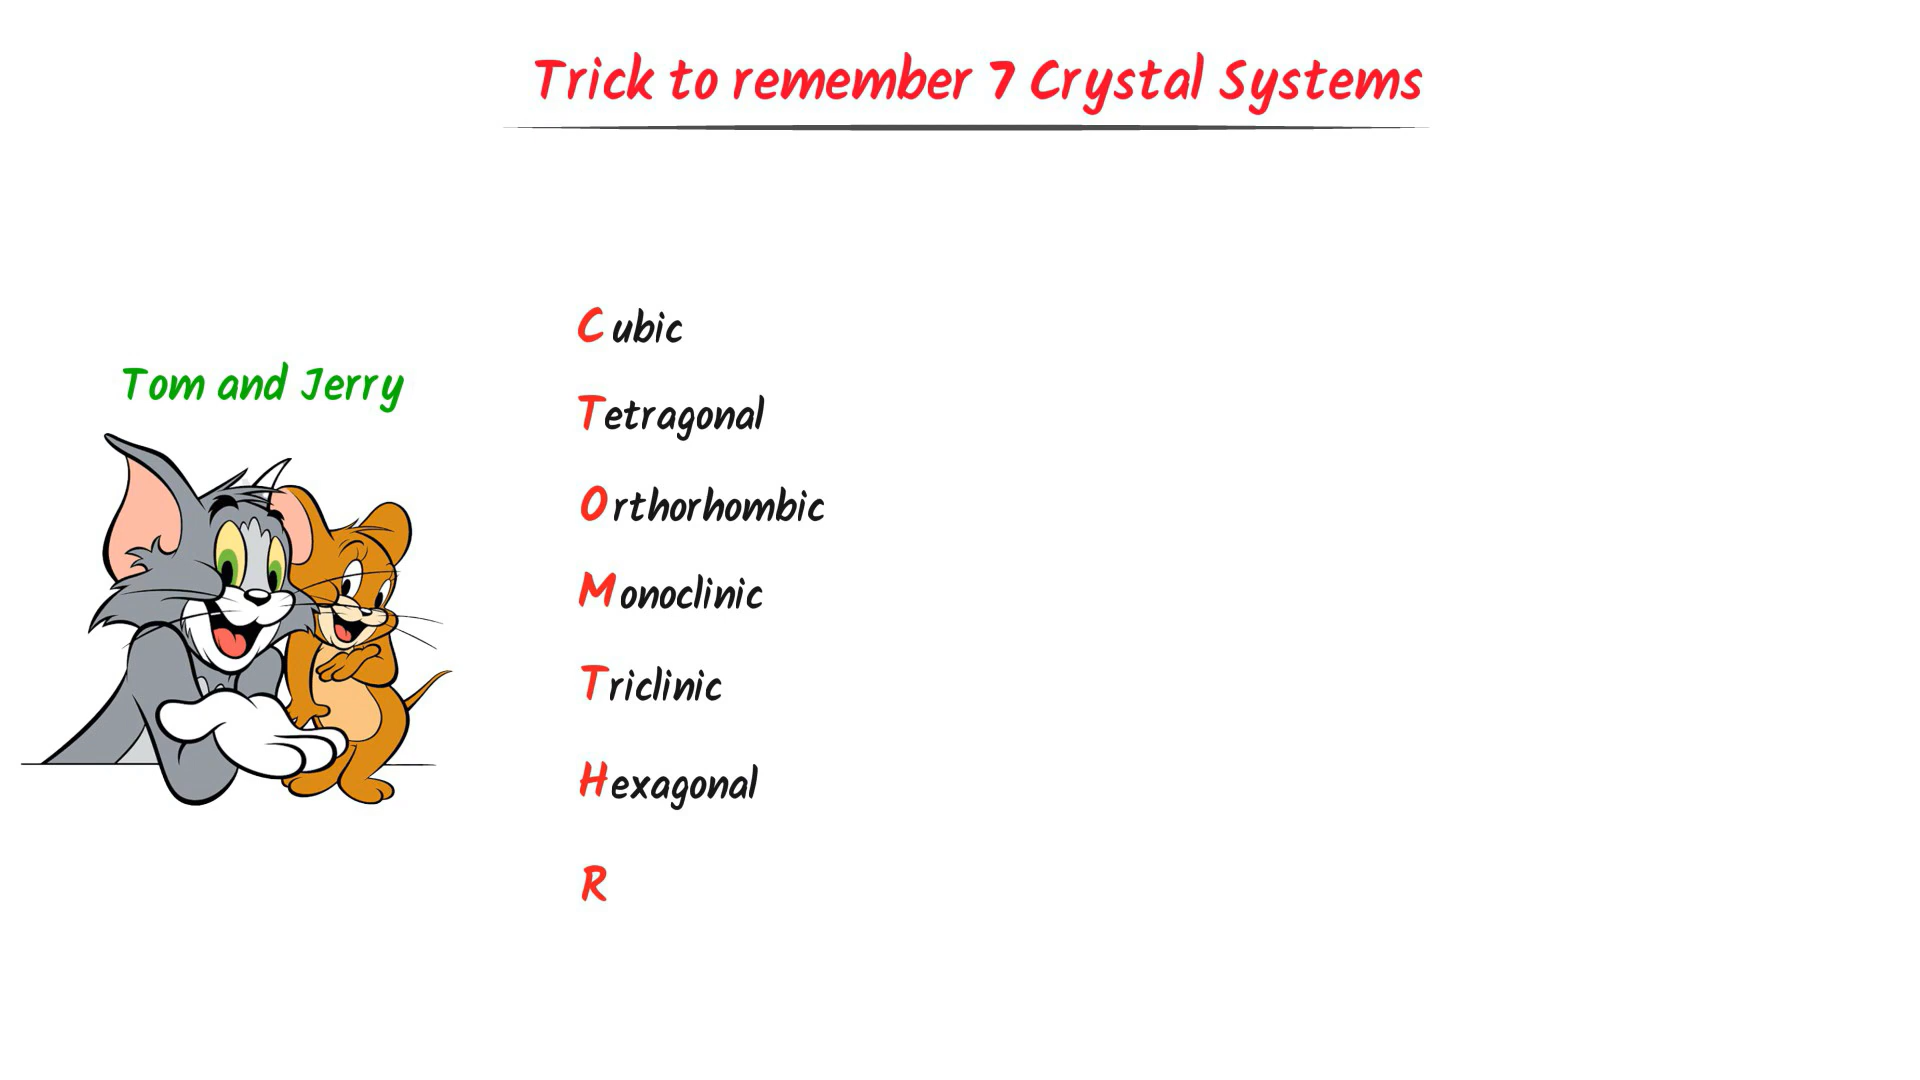 Trick to remember 7 Crystal Systems
Tom and Jerry
Cubic
Tetragonal
Orthorhombic
Monoclinic
Triclinic
Hexagonal
R